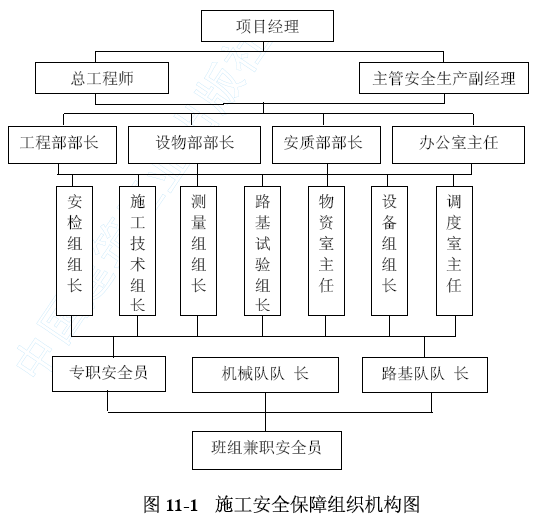 项目经理
总工程师
主管安全生产副经理
工程部部长
设物部部长
安质部部长
办公室主任
安检组组长
施工技术组长
测量组组长
路基试验组长
物资室主任
设备组组长
调度室主任
专职安全员
机械队队 长
路基队队 长
班组兼职安全员
图 11-1 施工安全保障组织机构图